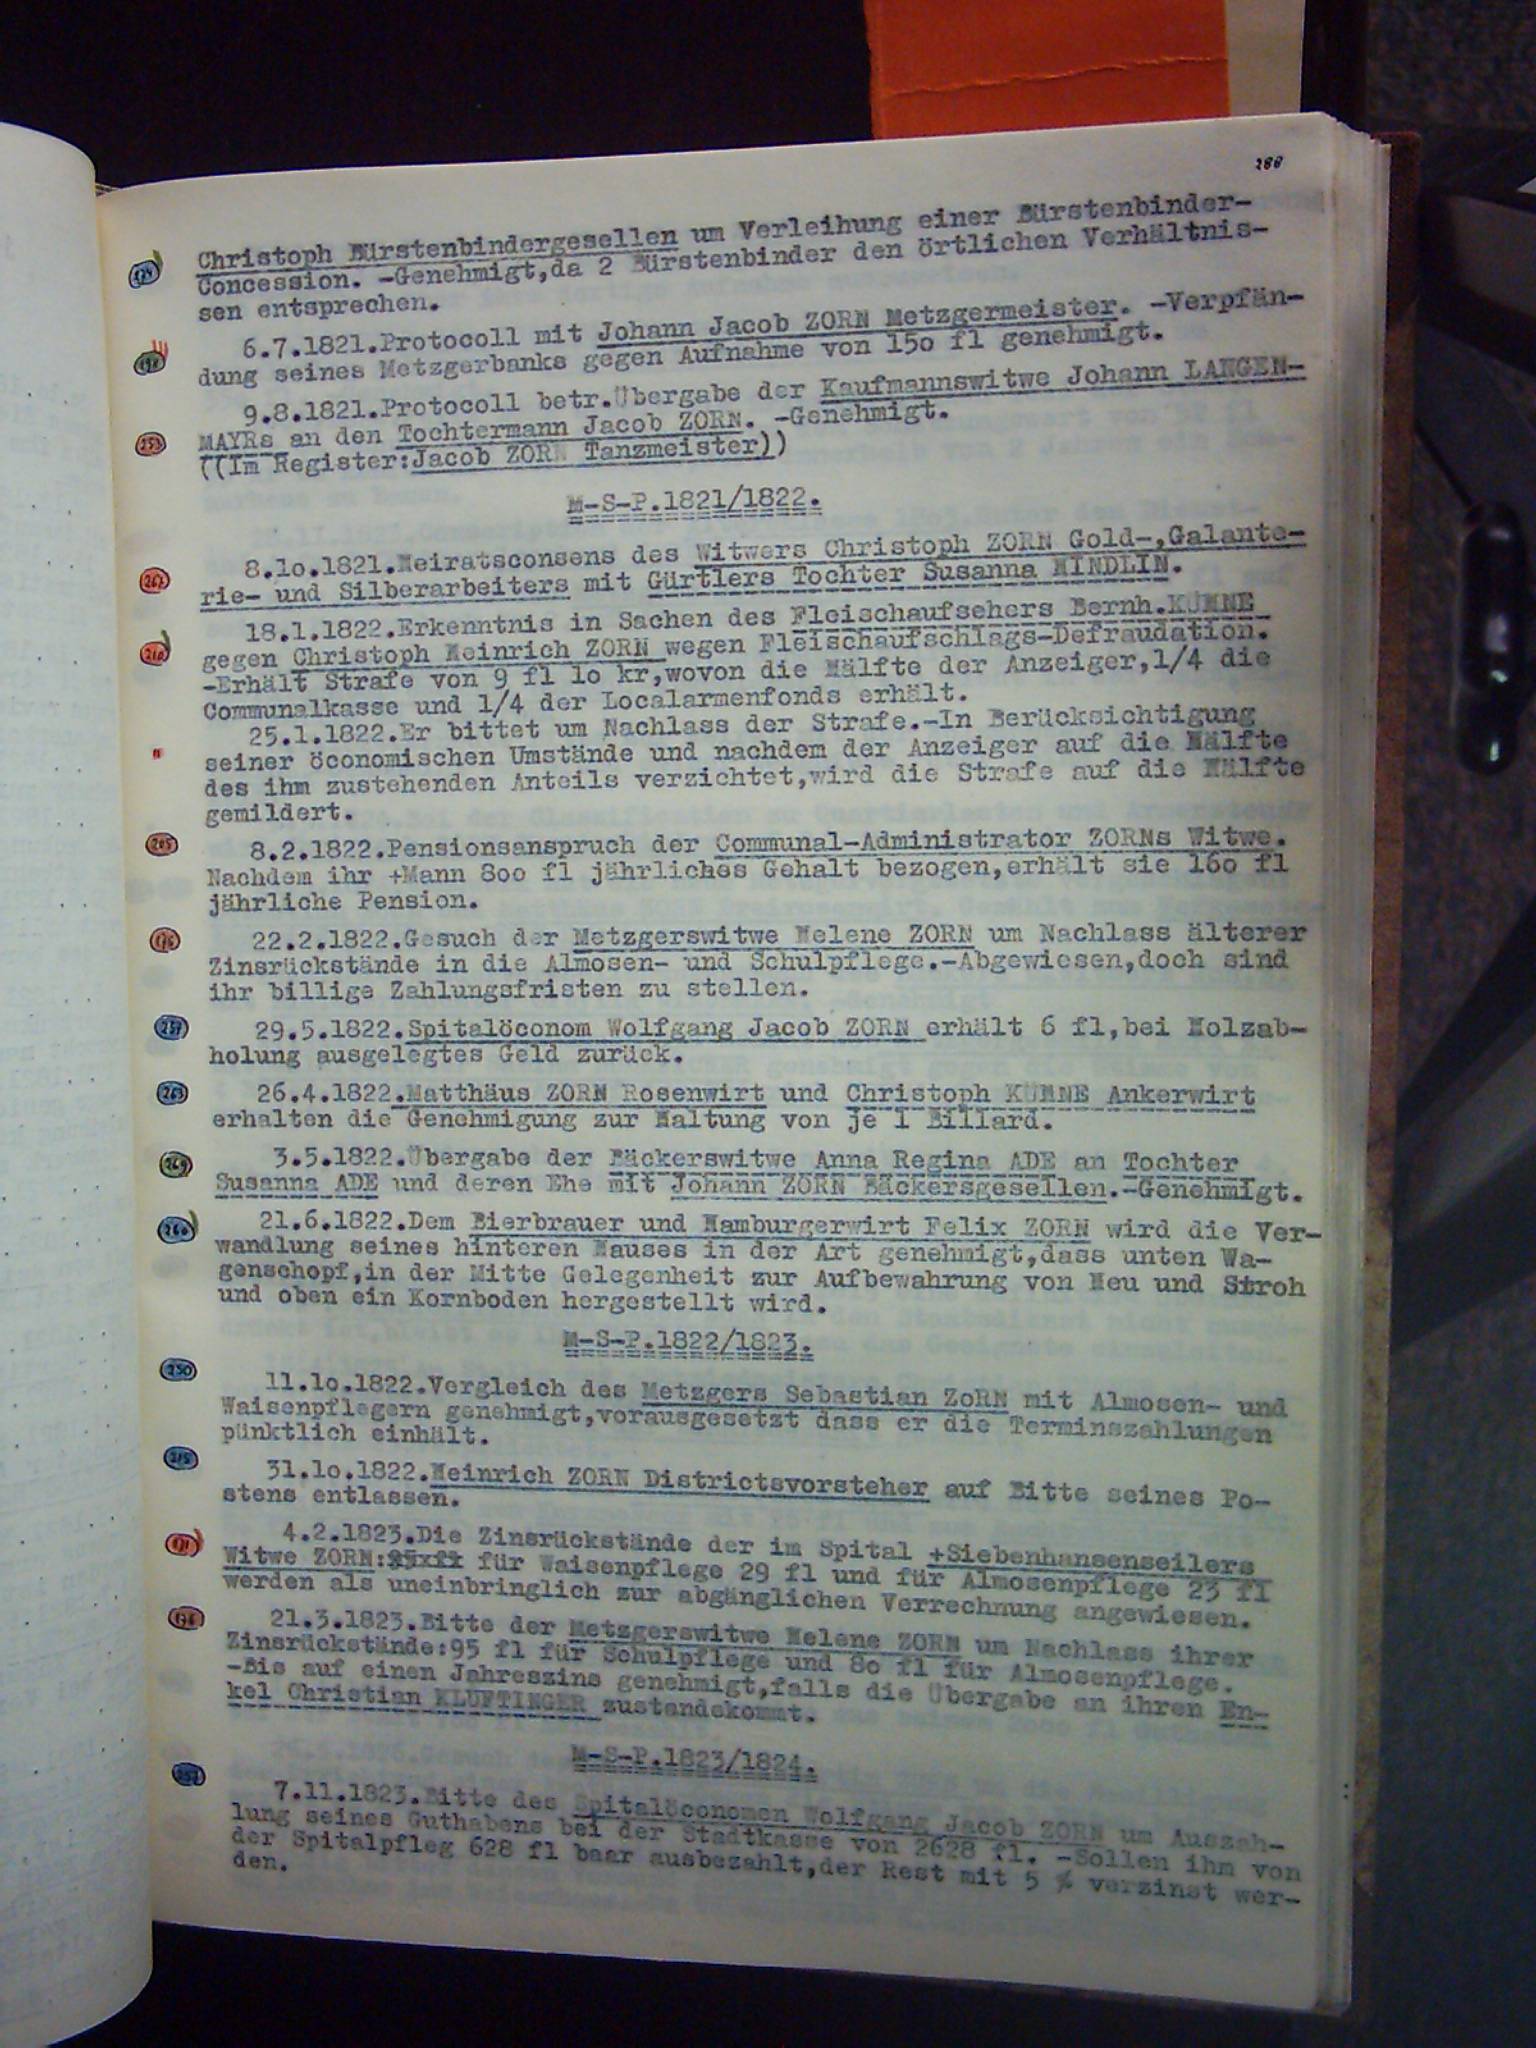 288
Christoph Bürstenbindergesellen um Verleihung einer Bürstenbinder-
Concession. -Genehmigt,da 2 Bürstenbinder den örtlichen Verhältnis-
sen entsprechen.
6.7.1821.Protocoll mit Johann Jacob ZORN Metzgermeister. -Verpfän-
dung seines Metzgerbanks gegen Aufnahme von 15o fl genehmigt.
9.8.1821.Protocoll betr.Übergabe der Kaufmannswitwe Johann LANGEN-
253 MAYRs an den Tochtermann Jacob ZORN. -Genehmigt.
((Im Register:Jacob ZORN Tanzmeister))
M-S-P.1821/1822.
8.1o.1821.Heiratsconsens des Witwers Christoph ZORN Gold-,Galante-
267 rie- und Silberarbeiters mit Gürtlers Tochter Susanna HINDLIN.
18.1.1822.Erkenntnis in Sachen des Fleischaufsehers Bernh.KÜHNE
210 gegen Christoph Heinrich ZORN wegen Fleischaufschlags-Defraudation.
-Erhält Strafe von 9 fl 1o kr,wovon die Hälfte der Anzeiger,1/4 die
Communalkasse und 1/4 der Localarmenfonds erhält.
25.1.1822.Er bittet um Nachlass der Strafe.-In Berücksichtigung
" seiner öconomischen Umstände und nachdem der Anzeiger auf die Hälfte
des ihm zustehenden Anteils verzichtet,wird die Strafe auf die Hälfte
gemildert.
205 8.2.1822.Pensionsanspruch der Communal-Administrator ZORNs Witwe.
Nachdem ihr +Mann 8oo fl jährliches Gehalt bezogen,erhält sie 16o fl
jährliche Pension.
176 22.2.1822.Gesuch der Metzgerswitwe Helene ZORN um Nachlass älterer
Zinsrückstände in die Almosen- und Schulpflege.-Abgewiesen,doch sind
ihr billige Zahlungsfristen zu stellen.
257 29.5.1822.Spitalöconom Wolfgang Jacob ZORN erhält 6 fl,bei Holzab-
holung ausgelegtes Geld zurück.
263 26.4.1822.Matthäus ZORN Rosenwirt und Christoph KÜHNE Ankerwirt
erhalten die Genehmigung zur Haltung von je 1 Billard.
269 3.5.1822.Übergabe der Bäckerswitwe Anna Regina ADE an Tochter
Susanna ADE und deren Ehe mit Johann ZORN Bäckersgesellen.-Genehmigt.
260 21.6.1822.Dem Bierbrauer und Hamburgerwirt Felix ZORN wird die Ver-
wandlung seines hinteren Hauses in der Art genehmigt,dass unten Wa-
genschopf,in der Mitte Gelegenheit zur Aufbewahrung von Heu und Stroh
und oben ein Kornboden hergestellt wird.
M-S-P.1822/1823.
250 11.1o.1822.Vergleich des Metzgers Sebastian ZoRN mit Almosen- und
Waisenpflegern genehmigt,vorausgesetzt dass er die Terminszahlungen
pünktlich einhält.
215 31.1o.1822.Heinrich ZORN Districtsvorsteher auf Bitte seines Po-
stens entlassen.
171 4.2.1823.Die Zinsrückstände der im Spital +Siebenhansenseilers
Witwe ZORN: für Waisenpflege 29 fl und für Almosenpflege 23 fl
werden als uneinbringlich zur abgänglichen Verrechnung angewiesen.
176 21.3.1823.Bitte der Metzgerswitwe Helene ZORN um Nachlass ihrer
Zinsrückstände:95 fl für Schulpflege und 8o fl für Almosenpflege.
-Bis auf einen Jahreszins genehmigt,falls die Übergabe an ihren En-
kel Christian KLUFTINGER zustandekommt.
M-S-P.1823/1824.
257 7.11.1823.Bitte des Spitalöconomen Wolfgang Jacob ZORN um Auszah-
lung seines Guthabens bei der Stadtkasse von 2628 fl. -Sollen ihm von
der Spitalpfleg 628 fl baar ausbezahlt,der Rest mit 5 % verzinst wer-
den.